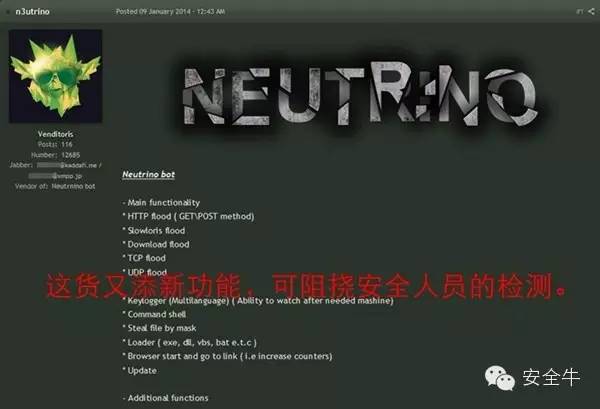 n3utrino
Posted 09 January 2014 - 12:43 AM
#1
NEUTRINO
Venditoris
Posts: 116
Number: 12685
Jabber: @kaddafi.me /
@xmpp.jp
Vendor of: Neutrnino bot
Neutrino bot
- Main functionality
* HTTP flood ( GET\POST method)
* Slowloris flood
* Download flood
* TCP flood
* UDP flood
这货又添新功能,可阻挠安全人员的检测。
* Keylogger (Multilanguage) ( Ability to watch after needed mashine)
* Command shell
* Steal file by mask
* Loader ( exe, dll, vbs, bat e.t.c )
* Browser start and go to link ( i.e increase counters)
* Update
- Additional functions
安全牛